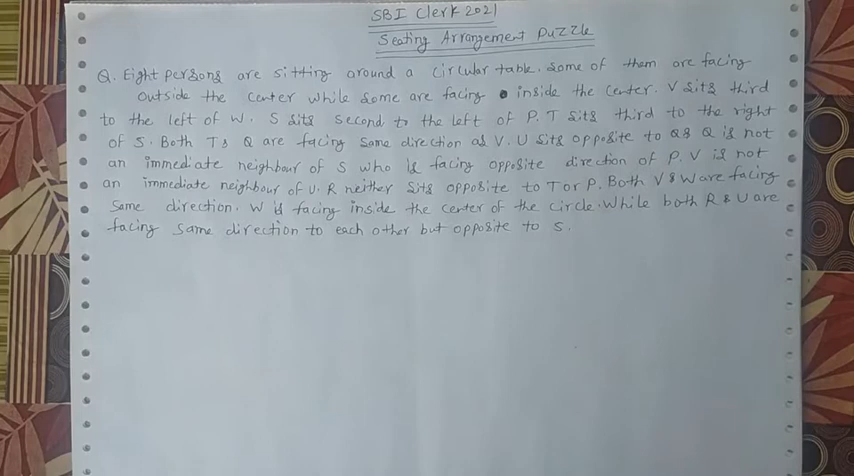 SBI Clerk 2021
Seating Arrangement Puzzle
Q. Eight persons are sitting around a circular table. Some of them are facing
outside the center while some are facing inside the center. V sits third
to the left of W. S sits second to the left of P. T sits third to the right
of S. Both T & Q are facing same direction as V. U sits opposite to Q & Q is not
an immediate neighbour of S who is facing opposite direction of P. V is not
an immediate neighbour of U. R neither sits opposite to T or P. Both V & W are facing
same direction. W is facing inside the center of the circle. While both R & U are
facing same direction to each other but opposite to S.